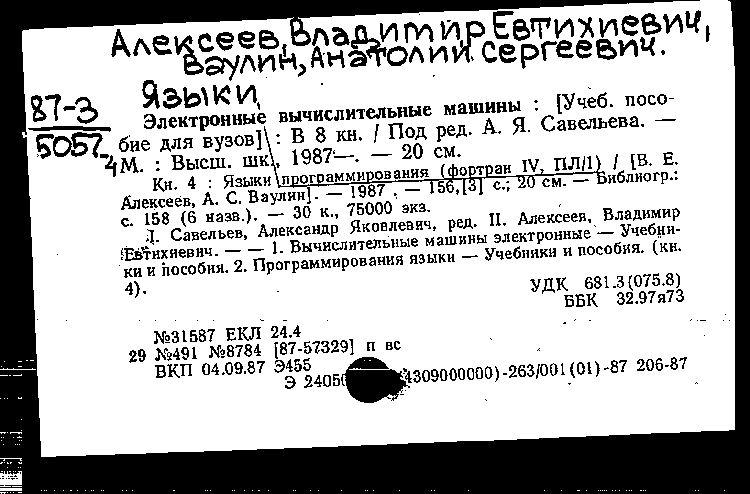 Алексеев, Владимир Евтихиевич,
Ваулин, Анатолий Сергеевич.
Языки
87-3
5057
4
Электронные вычислительные машины : [Учеб. посо-
бие для вузов] : В 8 кн. / Под ред. А. Я. Савельева. —
М. : Высш. шк., 1987—. — 20 см.
Кн. 4 : Языки программирования (фортран IV, ПЛ/1) / [В. Е.
Алексеев, А. С. Ваулин]. — 1987. — 156,[3] с.; 20 см. — Библиогр.:
с. 158 (6 назв.). — 30 к., 75000 экз.
I. Савельев, Александр Яковлевич, ред. II. Алексеев, Владимир
Евтихиевич. — — 1. Вычислительные машины электронные — Учебни-
ки и пособия. 2. Программирования языки — Учебники и пособия. (кн.
4).
УДК 681.3(075.8)
ББК 32.97я73
№31587 ЕКЛ 24.4
29 №491 №8784 [87-57329] п вс
ВКП 04.09.87 Э455
Э 24050 4309000000)-263/001(01)-87 206-87